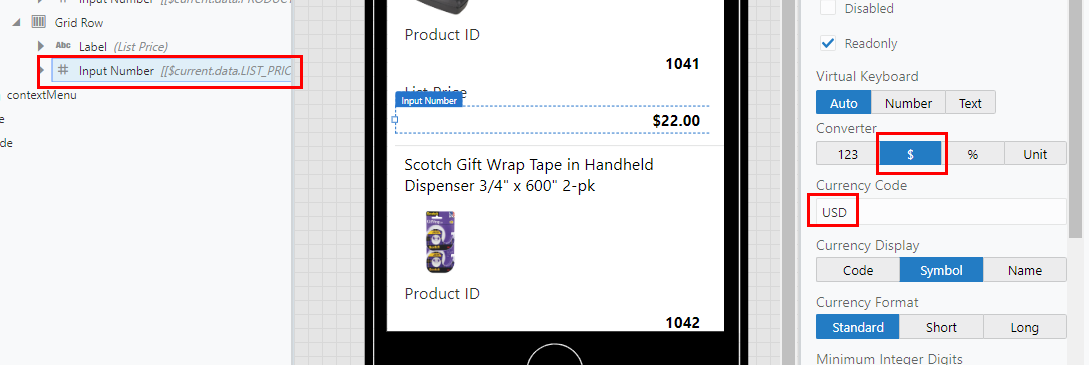 Input Number [[$current.data.PRODUCT
Grid Row
Abc Label (List Price)
# Input Number [[$current.data.LIST_PRIC
contextMenu
e
de
Product ID
1041
List Price
Input Number
$22.00
Scotch Gift Wrap Tape in Handheld
Dispenser 3/4" x 600" 2-pk
Product ID
1042
Disabled
Readonly
Virtual Keyboard
Auto Number Text
Converter
123 $ % Unit
Currency Code
USD
Currency Display
Code Symbol Name
Currency Format
Standard Short Long
Minimum Integer Digits